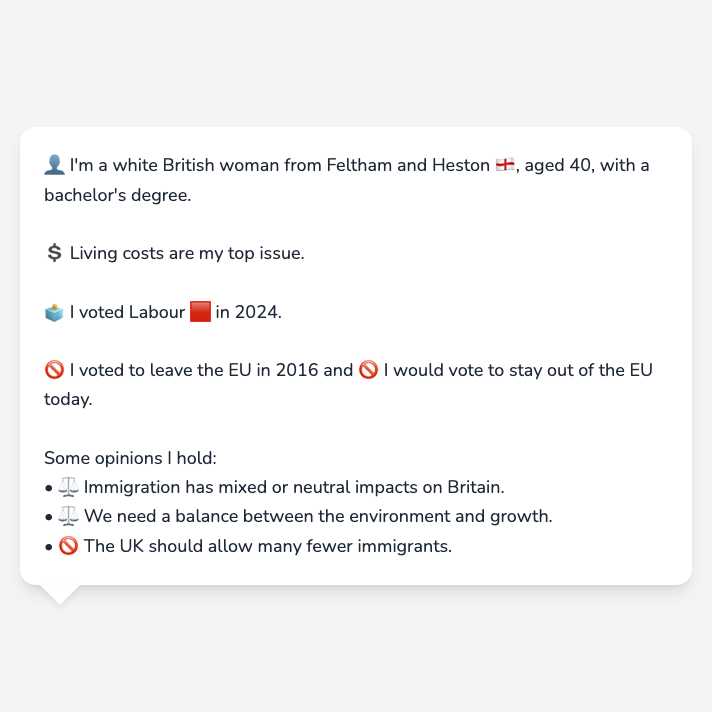 👤 I'm a white British woman from Feltham and Heston 🏴󠁧󠁢󠁥󠁮󠁧󠁿, aged 40, with a
bachelor's degree.
💲 Living costs are my top issue.
🗳️ I voted Labour 🟥 in 2024.
🚫 I voted to leave the EU in 2016 and 🚫 I would vote to stay out of the EU
today.
Some opinions I hold:
• ⚖️ Immigration has mixed or neutral impacts on Britain.
• ⚖️ We need a balance between the environment and growth.
• 🚫 The UK should allow many fewer immigrants.